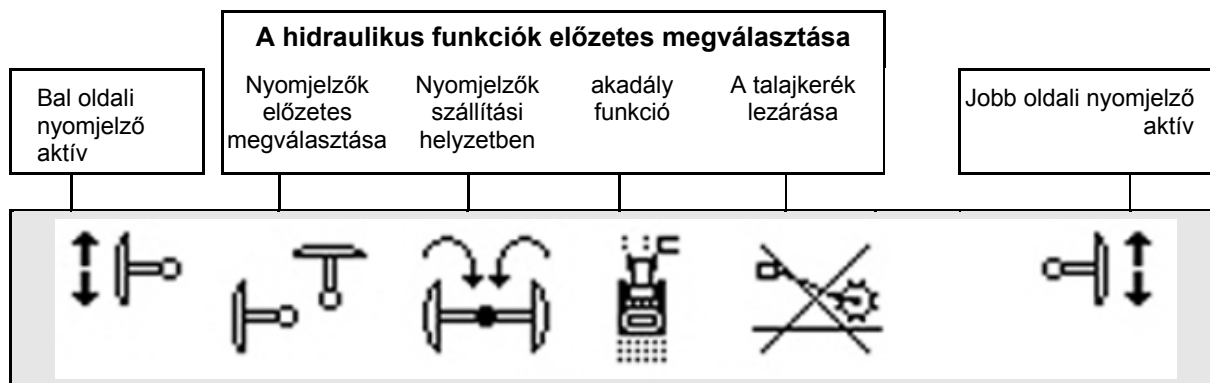 A hidraulikus funkciók előzetes megválasztása
Bal oldali
nyomjelző
aktív
Nyomjelzők
előzetes
megválasztása
Nyomjelzők
szállítási
helyzetben
akadály
funkció
A talajkerék
lezárása
Jobb oldali nyomjelző
aktív